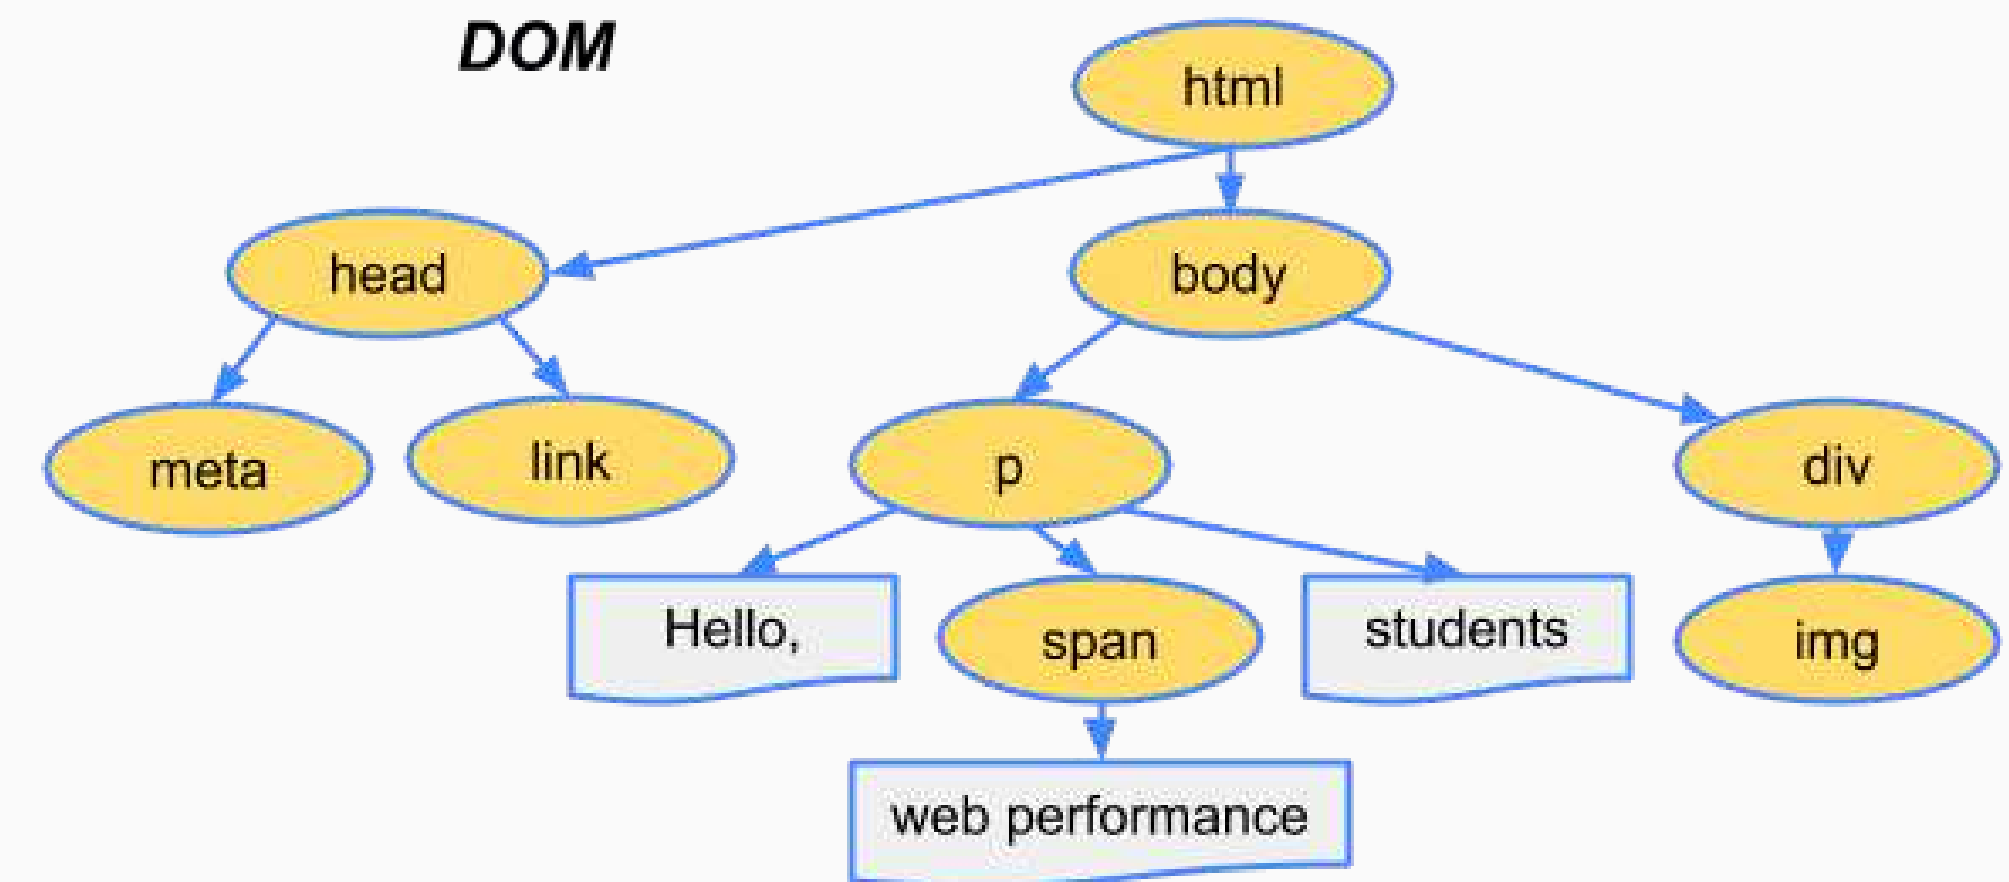 DOM
html
head
body
meta
link
p
div
Hello,
span
students
img
web performance